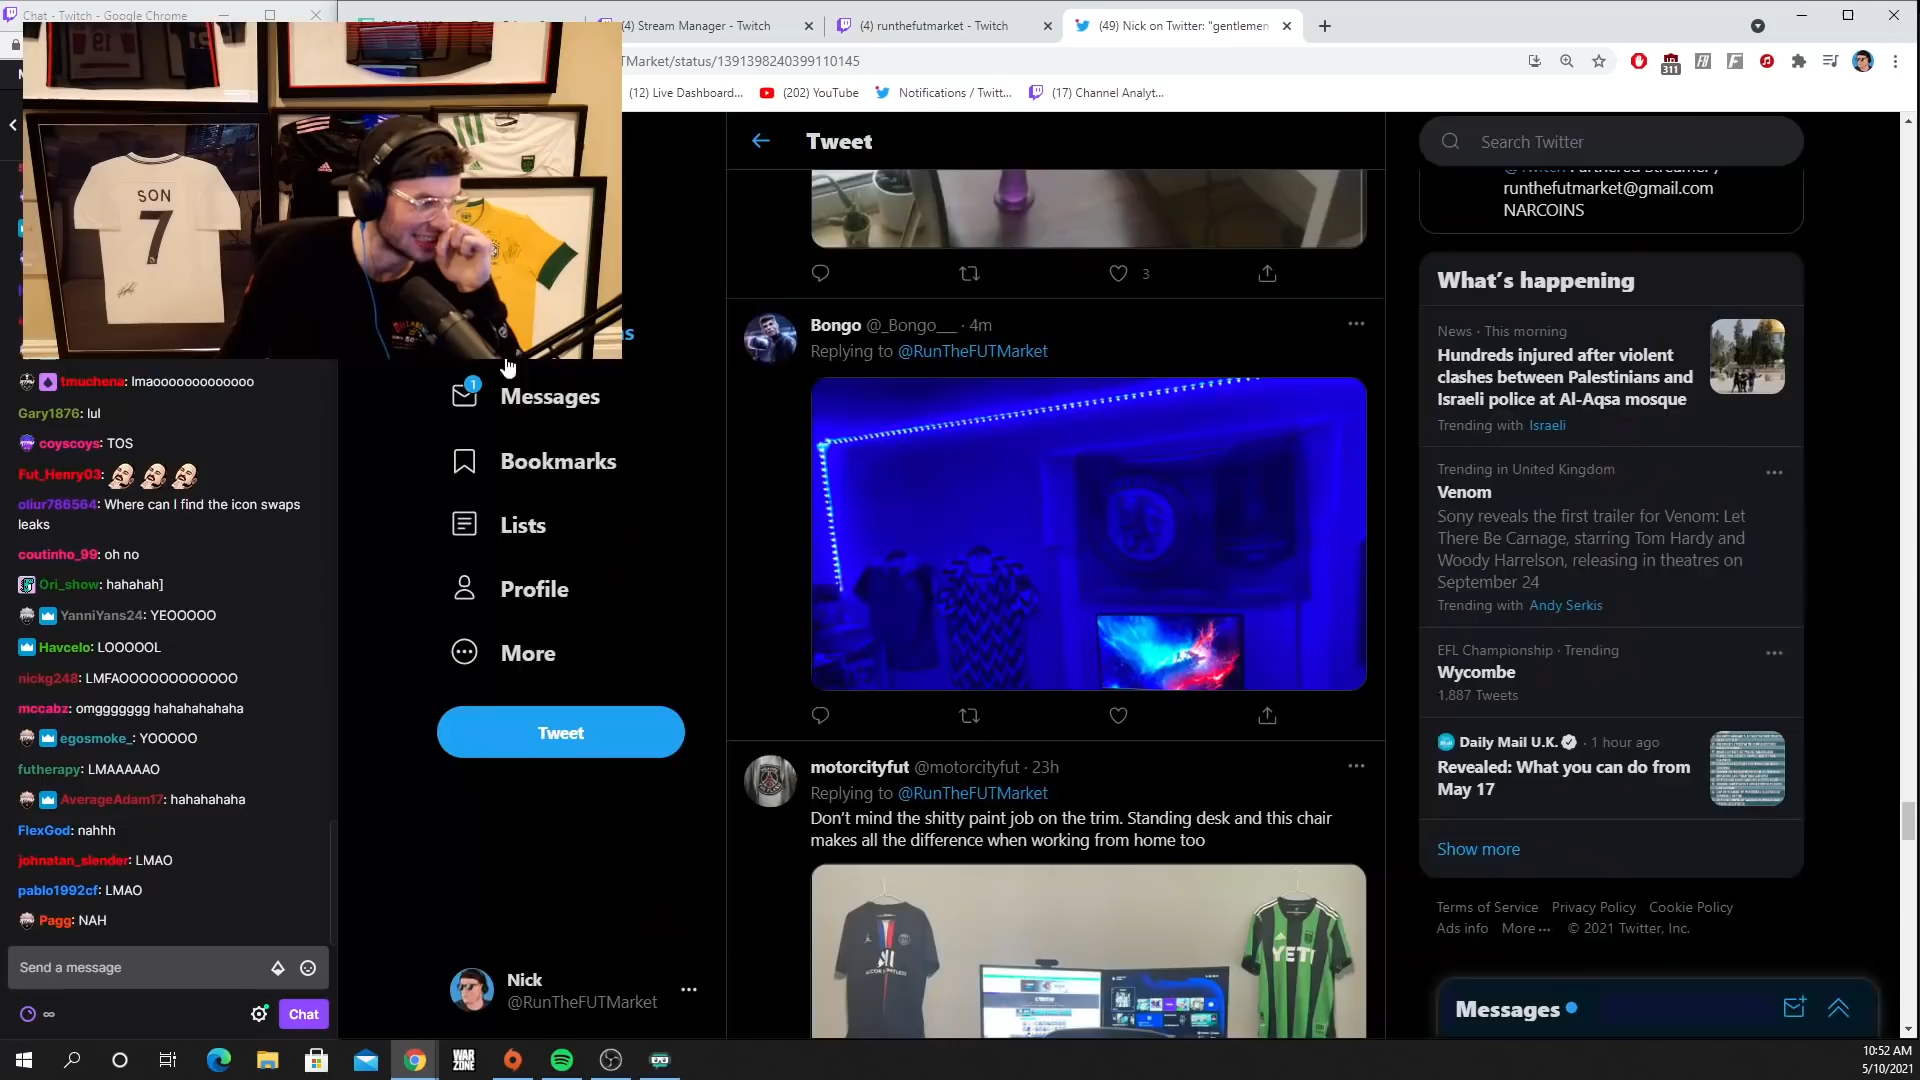 Chat - Twitch - Google Chrome
(4) Stream Manager - Twitch
(4) runthefutmarket - Twitch
(49) Nick on Twitter: "gentlemen
TMarket/status/1391398240399110145
311
(12) Live Dashboard...
(202) YouTube
Notifications / Twitt...
(17) Channel Analyt...
SON
7
19
tmuchena: lmaooooooooooooo
Gary1876: lul
coyscoys: TOS
Fut_Henry03:
oliur786564: Where can I find the icon swaps
leaks
coutinho_99: oh no
Ori_show: hahahah]
YanniYans24: YEOOOOO
Havcelo: LOOOOOL
nickg248: LMFAOOOOOOOOOOOO
mccabz: omggggggg hahahahahaha
egosmoke_: YOOOOO
futherapy: LMAAAAAO
AverageAdam17: hahahahaha
FlexGod: nahhh
johnatan_slender: LMAO
pablo1992cf: LMAO
Pagg: NAH
Send a message
Chat
1
Messages
Bookmarks
Lists
Profile
More
Tweet
Nick
@RunTheFUTMarket
Tweet
3
Bongo @_Bongo___ · 4m
Replying to @RunTheFUTMarket
motorcityfut @motorcityfut · 23h
Replying to @RunTheFUTMarket
Don't mind the shitty paint job on the trim. Standing desk and this chair
makes all the difference when working from home too
YETI
Search Twitter
runthefutmarket@gmail.com
NARCOINS
What's happening
News · This morning
Hundreds injured after violent
clashes between Palestinians and
Israeli police at Al-Aqsa mosque
Trending with Israeli
Trending in United Kingdom
Venom
Sony reveals the first trailer for Venom: Let
There Be Carnage, starring Tom Hardy and
Woody Harrelson, releasing in theatres on
September 24
Trending with Andy Serkis
EFL Championship · Trending
Wycombe
1,887 Tweets
Daily Mail U.K. · 1 hour ago
Revealed: What you can do from
May 17
Show more
Terms of Service Privacy Policy Cookie Policy
Ads info More ··· © 2021 Twitter, Inc.
Messages
WAR
ZONE
10:52 AM
5/10/2021